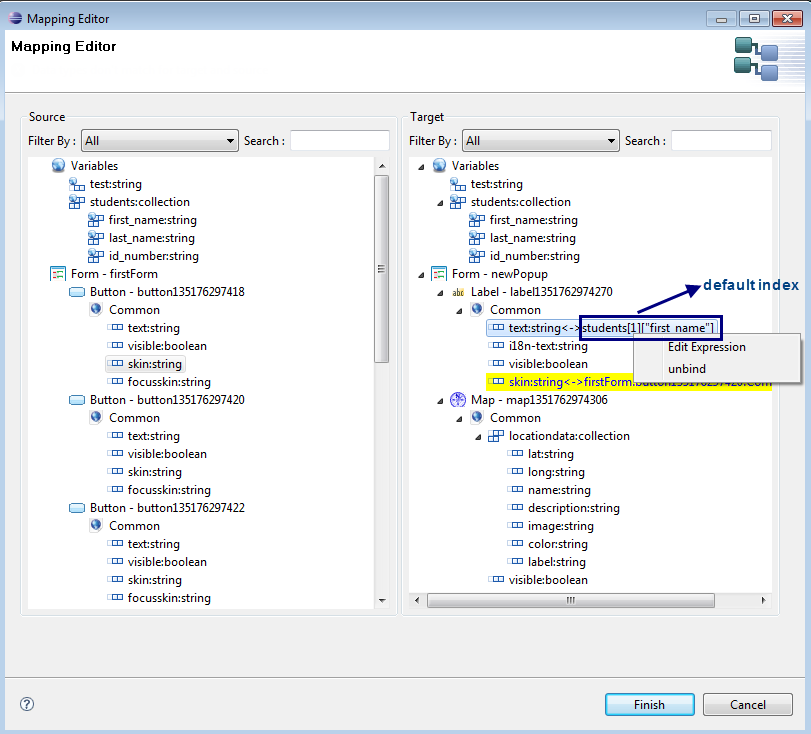 Mapping Editor
Mapping Editor
Source
Filter By : All Search :
Variables
test:string
students:collection
first_name:string
last_name:string
id_number:string
Form - firstForm
Button - button135176297418
Common
text:string
visible:boolean
skin:string
focusskin:string
Button - button135176297420
Common
text:string
visible:boolean
skin:string
focusskin:string
Button - button135176297422
Common
text:string
visible:boolean
skin:string
focusskin:string
Target
Filter By : All Search :
Variables
test:string
students:collection
first_name:string
last_name:string
id_number:string
Form - newPopup
default index
abc Label - label1351762974270
Common
text:string<->students[1]["first_name"]
Edit Expression
unbind
i18n-text:string
visible:boolean
skin:string<->firstForm.
Map - map1351762974306
Common
locationdata:collection
lat:string
long:string
name:string
description:string
image:string
color:string
label:string
visible:boolean
?
Finish
Cancel